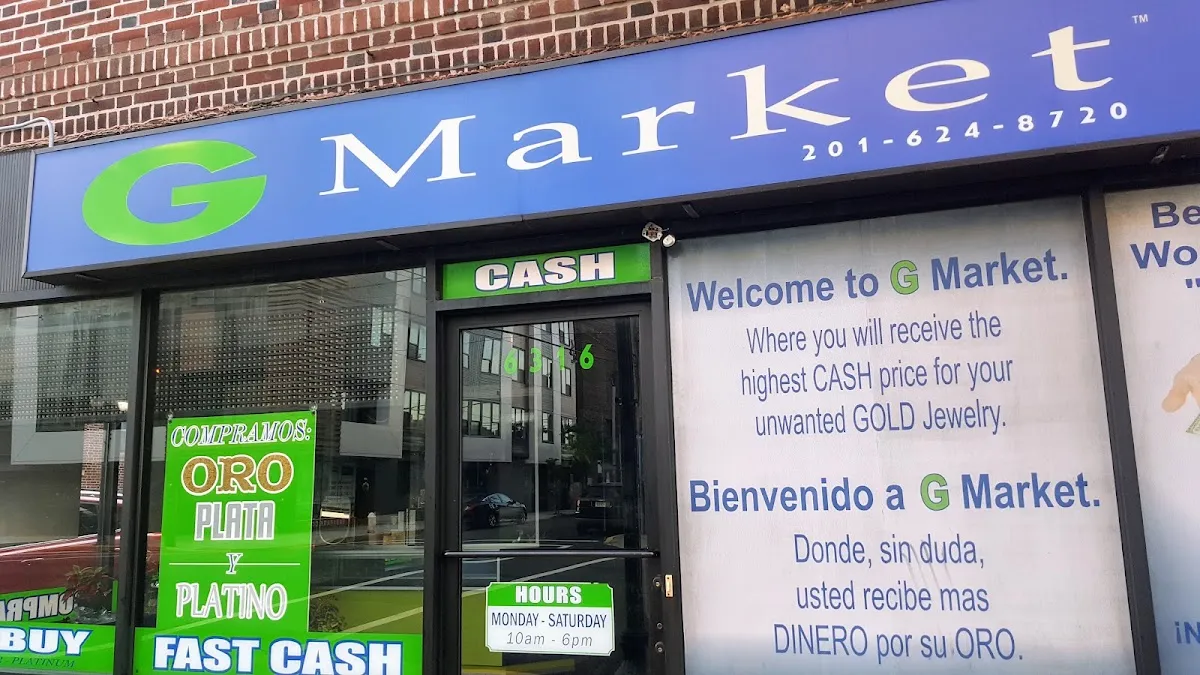 G Market™
201-624-8720
CASH
6316
COMPRAMOS:
ORO
PLATA
Y
PLATINO
BUY
PLATINUM
FAST CASH
HOURS
MONDAY - SATURDAY
10am - 6pm
Welcome to G Market.
Where you will receive the
highest CASH price for your
unwanted GOLD Jewelry.
Bienvenido a G Market.
Donde, sin duda,
usted recibe mas
DINERO por su ORO.